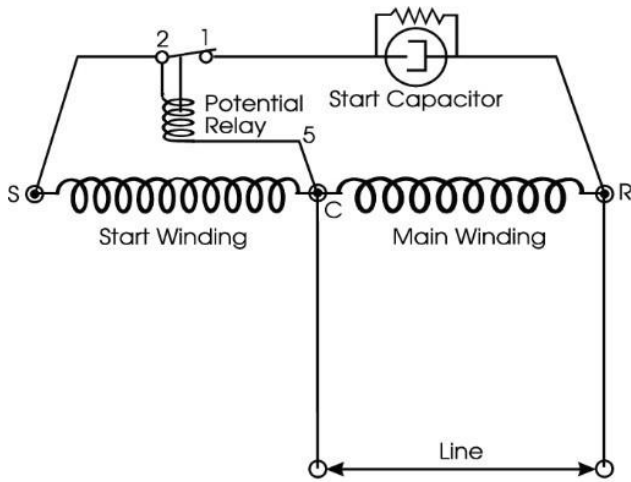 2 1
Start Capacitor
Potential
Relay
5
S C R
Start Winding Main Winding
Line